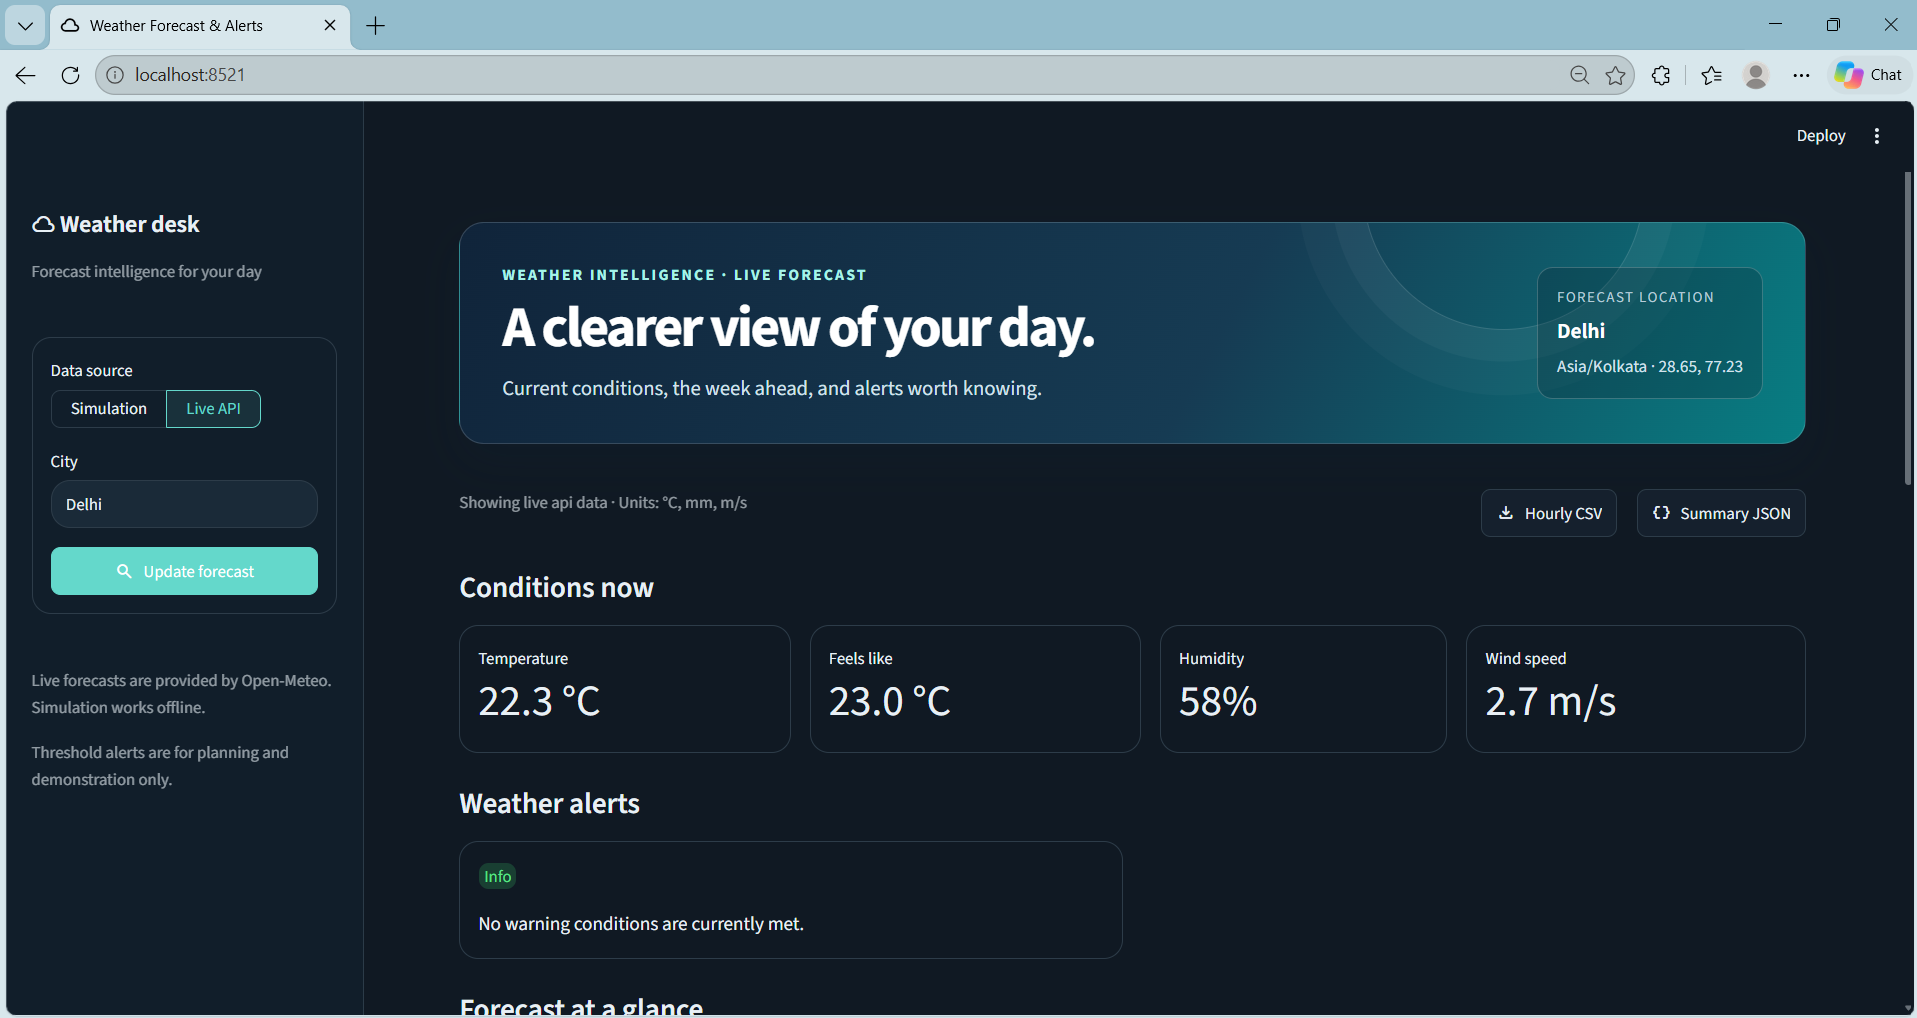 Weather Forecast & Alerts
localhost:8521
Chat
Deploy
Weather desk
Forecast intelligence for your day
Data source
Simulation
Live API
City
Delhi
Update forecast
Live forecasts are provided by Open-Meteo.
Simulation works offline.
Threshold alerts are for planning and
demonstration only.
WEATHER INTELLIGENCE · LIVE FORECAST
A clearer view of your day.
Current conditions, the week ahead, and alerts worth knowing.
FORECAST LOCATION
Delhi
Asia/Kolkata · 28.65, 77.23
Showing live api data · Units: °C, mm, m/s
Hourly CSV
Summary JSON
Conditions now
Temperature
22.3 °C
Feels like
23.0 °C
Humidity
58%
Wind speed
2.7 m/s
Weather alerts
Info
No warning conditions are currently met.
Forecast at a glance